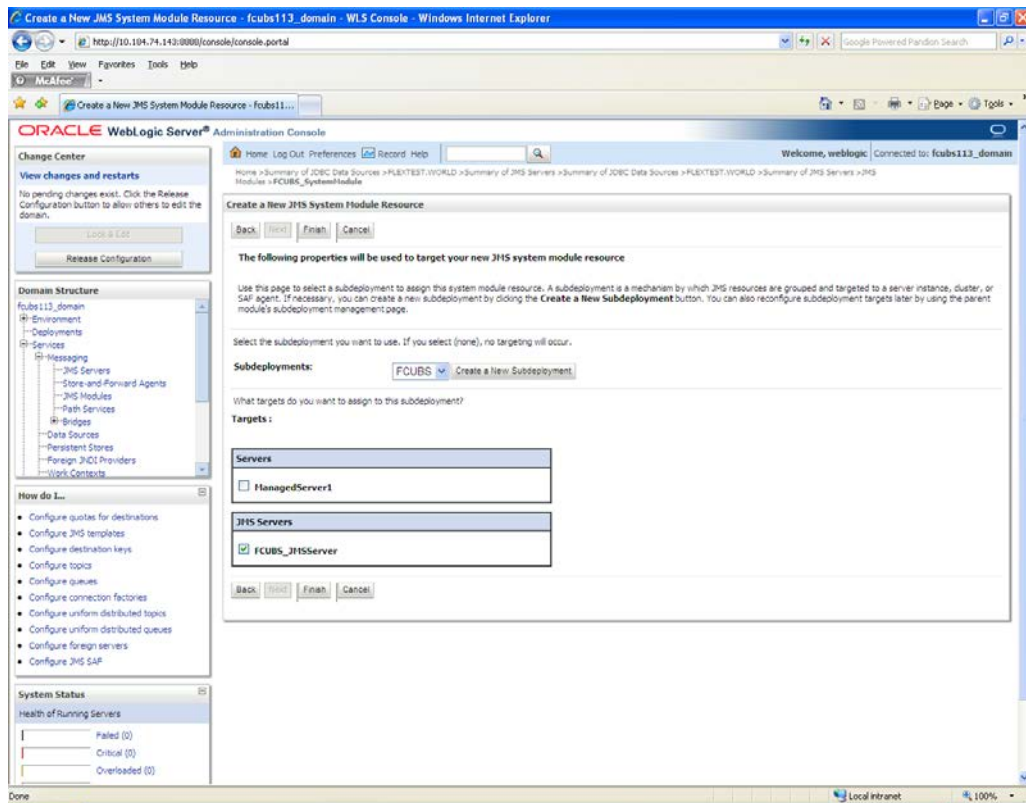 Create a New JMS System Module Resource - fcubs113_domain - WLS Console - Windows Internet Explorer
http://10.184.74.143:8888/console/console.portal
Google Powered Pandion Search
File Edit View Favorites Tools Help
McAfee
Create a New JMS System Module Resource - fcubs11...
Page Tools
ORACLE WebLogic Server® Administration Console
Change Center
View changes and restarts
No pending changes exist. Click the Release
Configuration button to allow others to edit the
domain.
Lock & Edit
Release Configuration
Domain Structure
fcubs113_domain
Environment
Deployments
Services
Messaging
JMS Servers
Store-and-Forward Agents
JMS Modules
Path Services
Bridges
Data Sources
Persistent Stores
Foreign JNDI Providers
Work Contexts
How do I...
Configure quotas for destinations
Configure JMS templates
Configure destination keys
Configure topics
Configure queues
Configure connection factories
Configure uniform distributed topics
Configure uniform distributed queues
Configure foreign servers
Configure JMS SAF
System Status
Health of Running Servers
Failed (0)
Critical (0)
Overloaded (0)
Home Log Out Preferences Record Help
Welcome, weblogic Connected to: fcubs113_domain
Home >Summary of JDBC Data Sources >FLEXTEST.WORLD >Summary of JMS Servers >Summary of JDBC Data Sources >FLEXTEST.WORLD >Summary of JMS Servers >JMS
Modules >FCUBS_SystemModule
Create a New JMS System Module Resource
Back Next Finish Cancel
The following properties will be used to target your new JMS system module resource
Use this page to select a subdeployment to assign this system module resource. A subdeployment is a mechanism by which JMS resources are grouped and targeted to a server instance, cluster, or
SAF agent. If necessary, you can create a new subdeployment by clicking the Create a New Subdeployment button. You can also reconfigure subdeployment targets later by using the parent
module's subdeployment management page.
Select the subdeployment you want to use. If you select (none), no targeting will occur.
Subdeployments: FCUBS Create a New Subdeployment
What targets do you want to assign to this subdeployment?
Targets :
Servers
ManagedServer1
JMS Servers
FCUBS_JMSServer
Back Next Finish Cancel
Done
Local intranet
100%